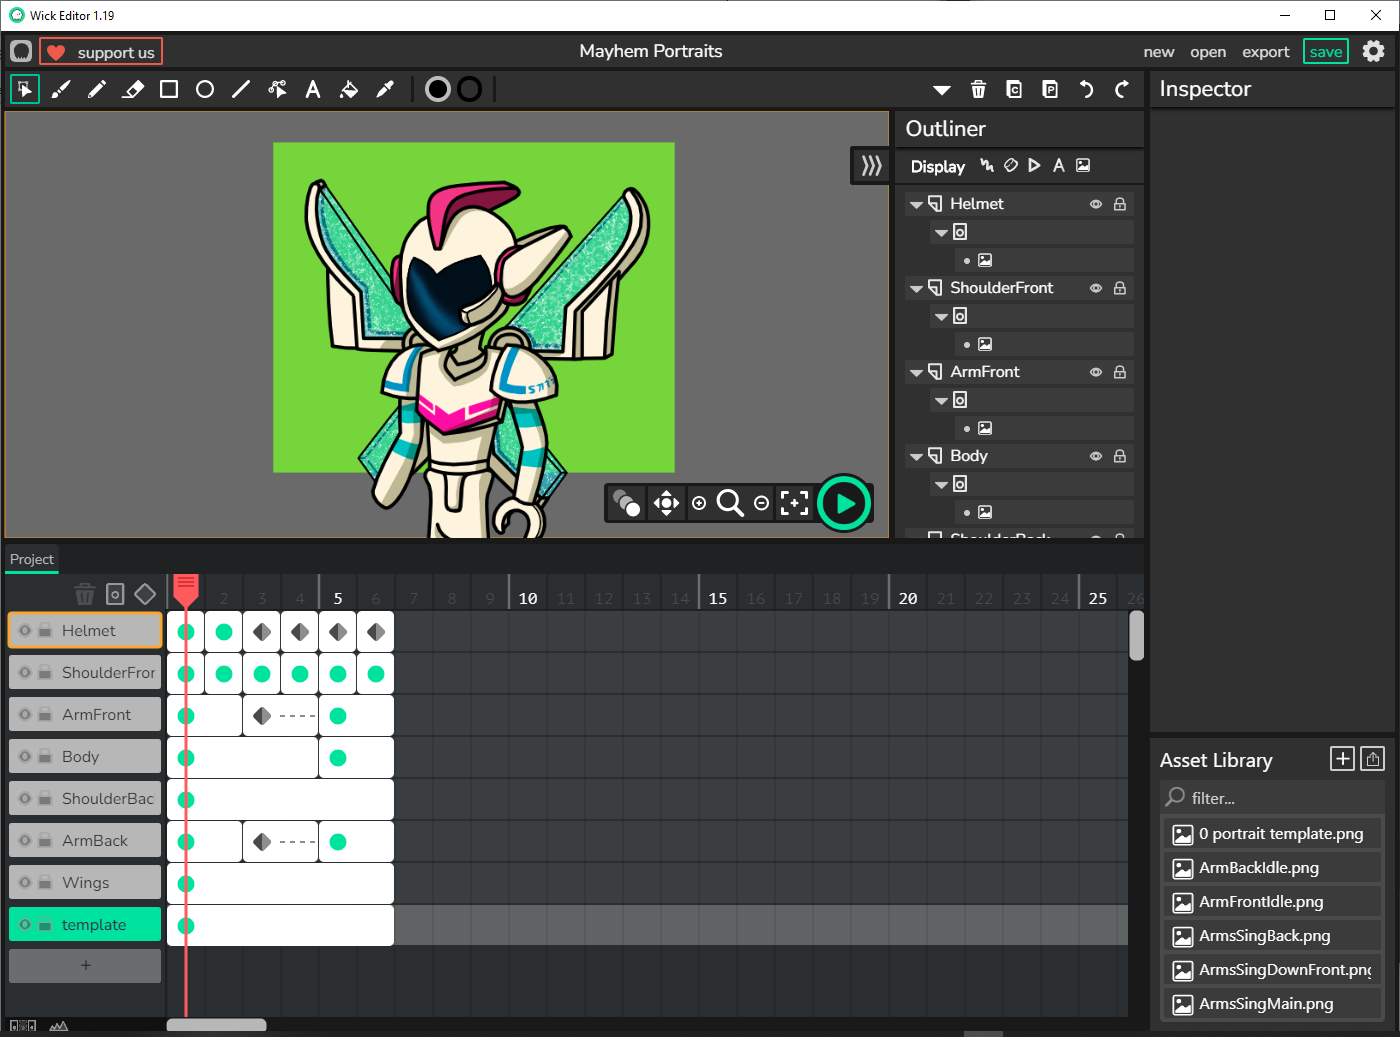 Wick Editor 1.19
support us
Mayhem Portraits
new open export save
Inspector
Outliner
Display
Helmet
ShoulderFront
ArmFront
Body
Project
2 3 4 5 6 7 8 9 10 11 12 13 14 15 16 17 18 19 20 21 22 23 24 25 26
Helmet
ShoulderFron
ArmFront
Body
ShoulderBac
ArmBack
Wings
template
+
Asset Library
filter...
0 portrait template.png
ArmBackIdle.png
ArmFrontIdle.png
ArmsSingBack.png
ArmsSingDownFront.png
ArmsSingMain.png